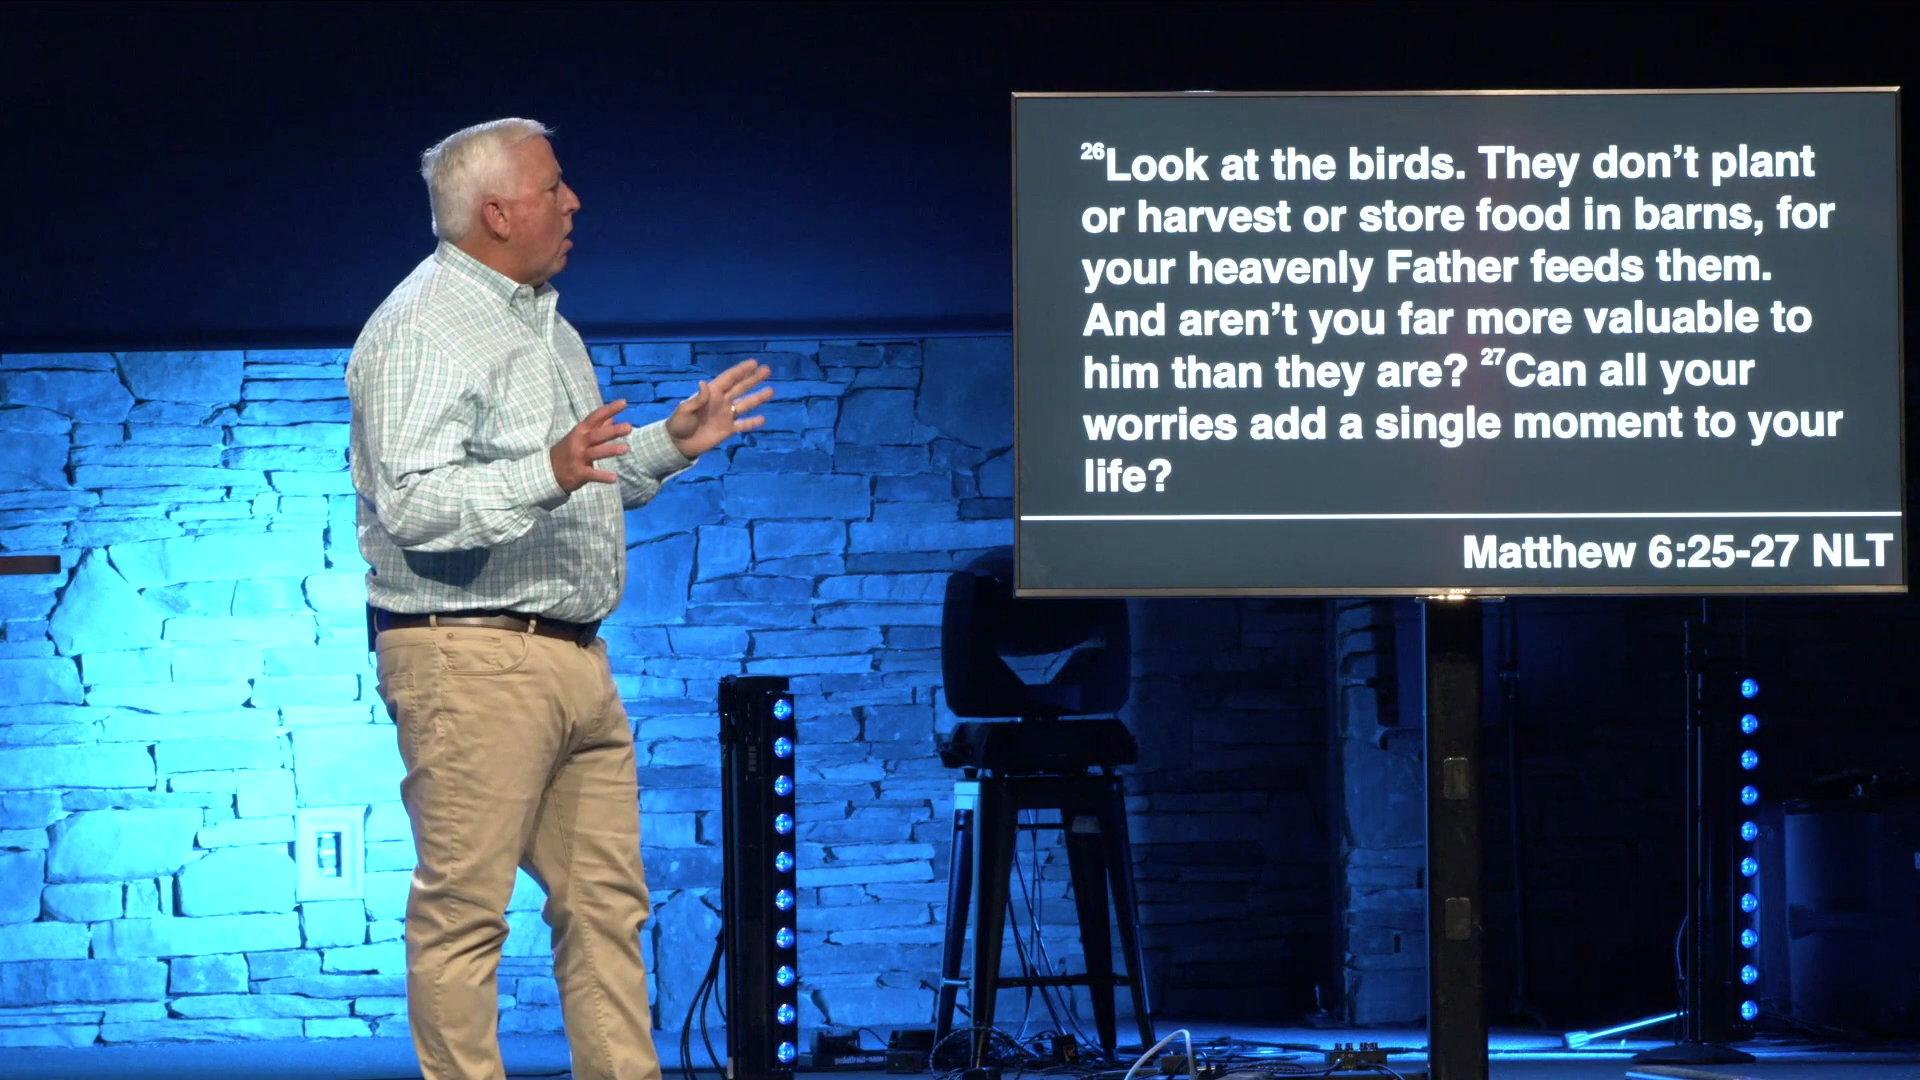 ²⁶Look at the birds. They don’t plant
or harvest or store food in barns, for
your heavenly Father feeds them.
And aren’t you far more valuable to
him than they are? ²⁷Can all your
worries add a single moment to your
life?
Matthew 6:25-27 NLT
SONY